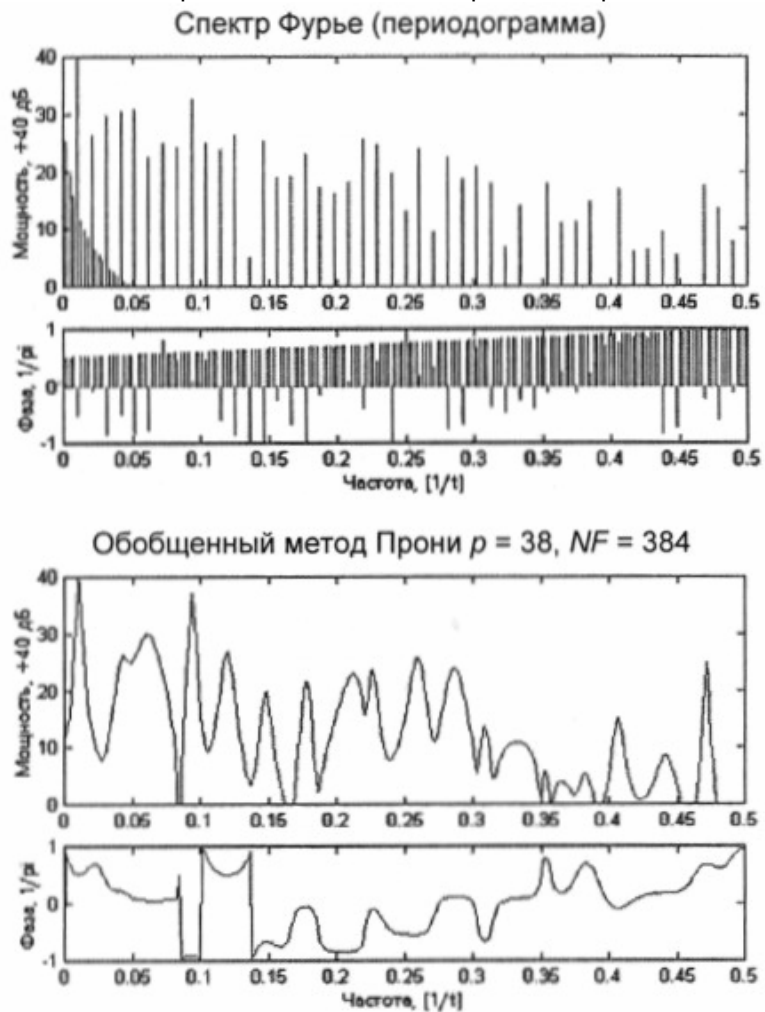 Спектр Фурье (периодограмма)
40
30
20
10
0
Мощность, +40 дБ
0 0.05 0.1 0.15 0.2 0.25 0.3 0.35 0.4 0.45 0.5
1
0
-1
Фаза, 1/pi
0 0.05 0.1 0.15 0.2 0.25 0.3 0.35 0.4 0.45 0.5
Частота, [1/t]
Обобщенный метод Прони p = 38, NF = 384
40
30
20
10
0
Мощность, +40 дБ
0 0.05 0.1 0.15 0.2 0.25 0.3 0.35 0.4 0.45 0.5
1
0
-1
Фаза, 1/pi
0 0.05 0.1 0.15 0.2 0.25 0.3 0.35 0.4 0.45 0.5
Частота, [1/t]